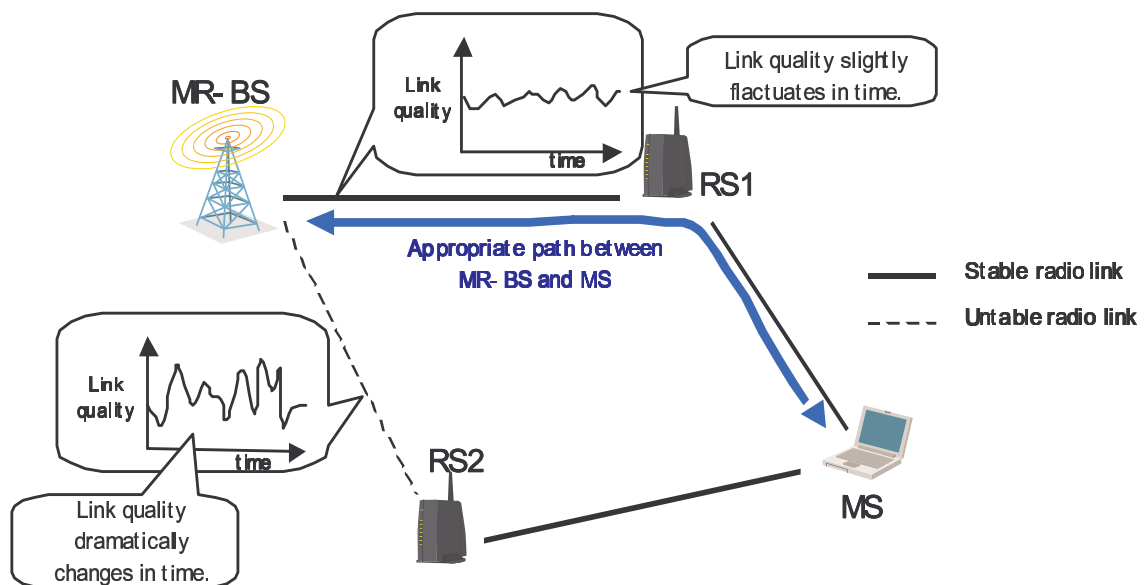 MR- BS
Link
quality
time
Link quality slightly
flactuates in time.
RS1
Appropriate path between
MR- BS and MS
Stable radio link
Untable radio link
Link
quality
time
Link quality
dramatically
changes in time.
RS2
MS